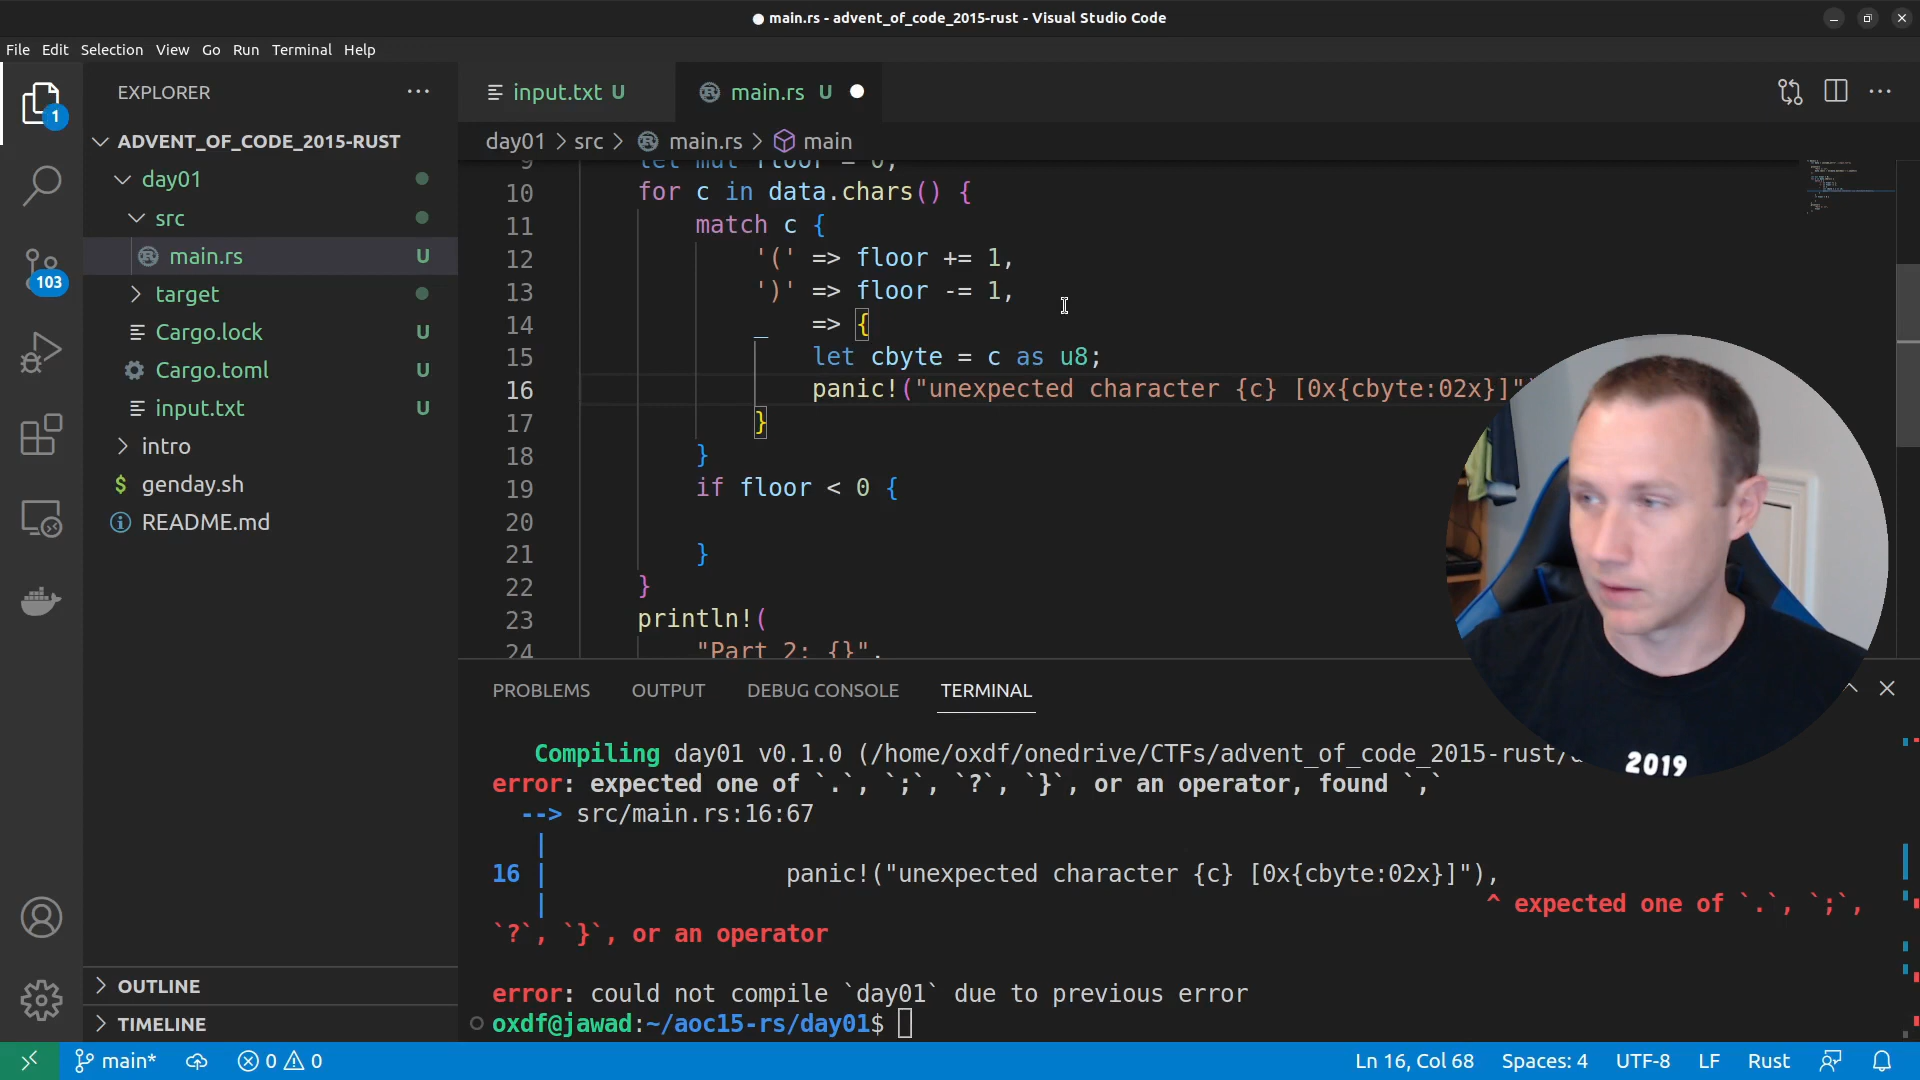 main.rs - advent_of_code_2015-rust - Visual Studio Code
File Edit Selection View Go Run Terminal Help
EXPLORER
1
ADVENT_OF_CODE_2015-RUST
day01
src
main.rs U
target
Cargo.lock U
Cargo.toml U
input.txt U
intro
genday.sh
README.md
103
OUTLINE
TIMELINE
input.txt U
main.rs U
day01 > src > main.rs > main
9 let mut floor = 0;
10 for c in data.chars() {
11 match c {
12 '(' => floor += 1,
13 ')' => floor -= 1,
14 _ => {
15 let cbyte = c as u8;
16 panic!("unexpected character {c} [0x{cbyte:02x}]"
17 }
18 }
19 if floor < 0 {
20
21 }
22 }
23 println!(
24 "Part 2: {}",
PROBLEMS OUTPUT DEBUG CONSOLE TERMINAL
Compiling day01 v0.1.0 (/home/oxdf/onedrive/CTFs/advent_of_code_2015-rust/
error: expected one of `.`, `;`, `?`, `}`, or an operator, found `,`
--> src/main.rs:16:67
|
16 | panic!("unexpected character {c} [0x{cbyte:02x}]"),
| ^ expected one of `.`, `;`,
`?`, `}`, or an operator
error: could not compile `day01` due to previous error
oxdf@jawad:~/aoc15-rs/day01$
2019
main* 0 0 Ln 16, Col 68 Spaces: 4 UTF-8 LF Rust